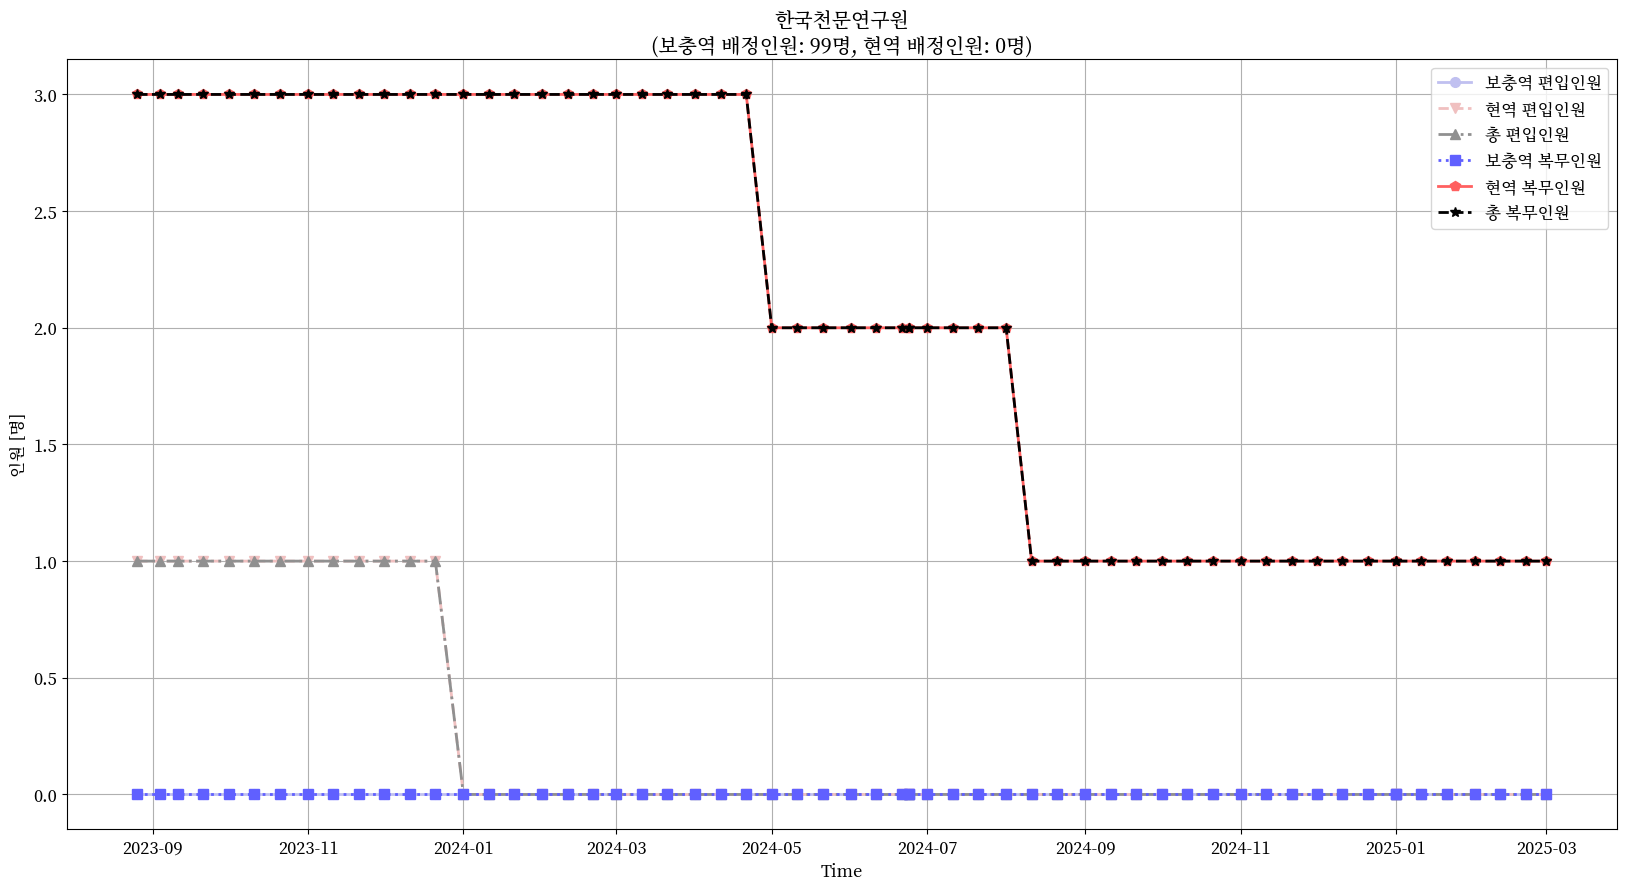 한국천문연구원
(보충역 배정인원: 99명, 현역 배정인원: 0명)
보충역 편입인원
현역 편입인원
총 편입인원
보충역 복무인원
현역 복무인원
총 복무인원
인원 [명]
3.0
2.5
2.0
1.5
1.0
0.5
0.0
2023-09
2023-11
2024-01
2024-03
2024-05
2024-07
2024-09
2024-11
2025-01
2025-03
Time